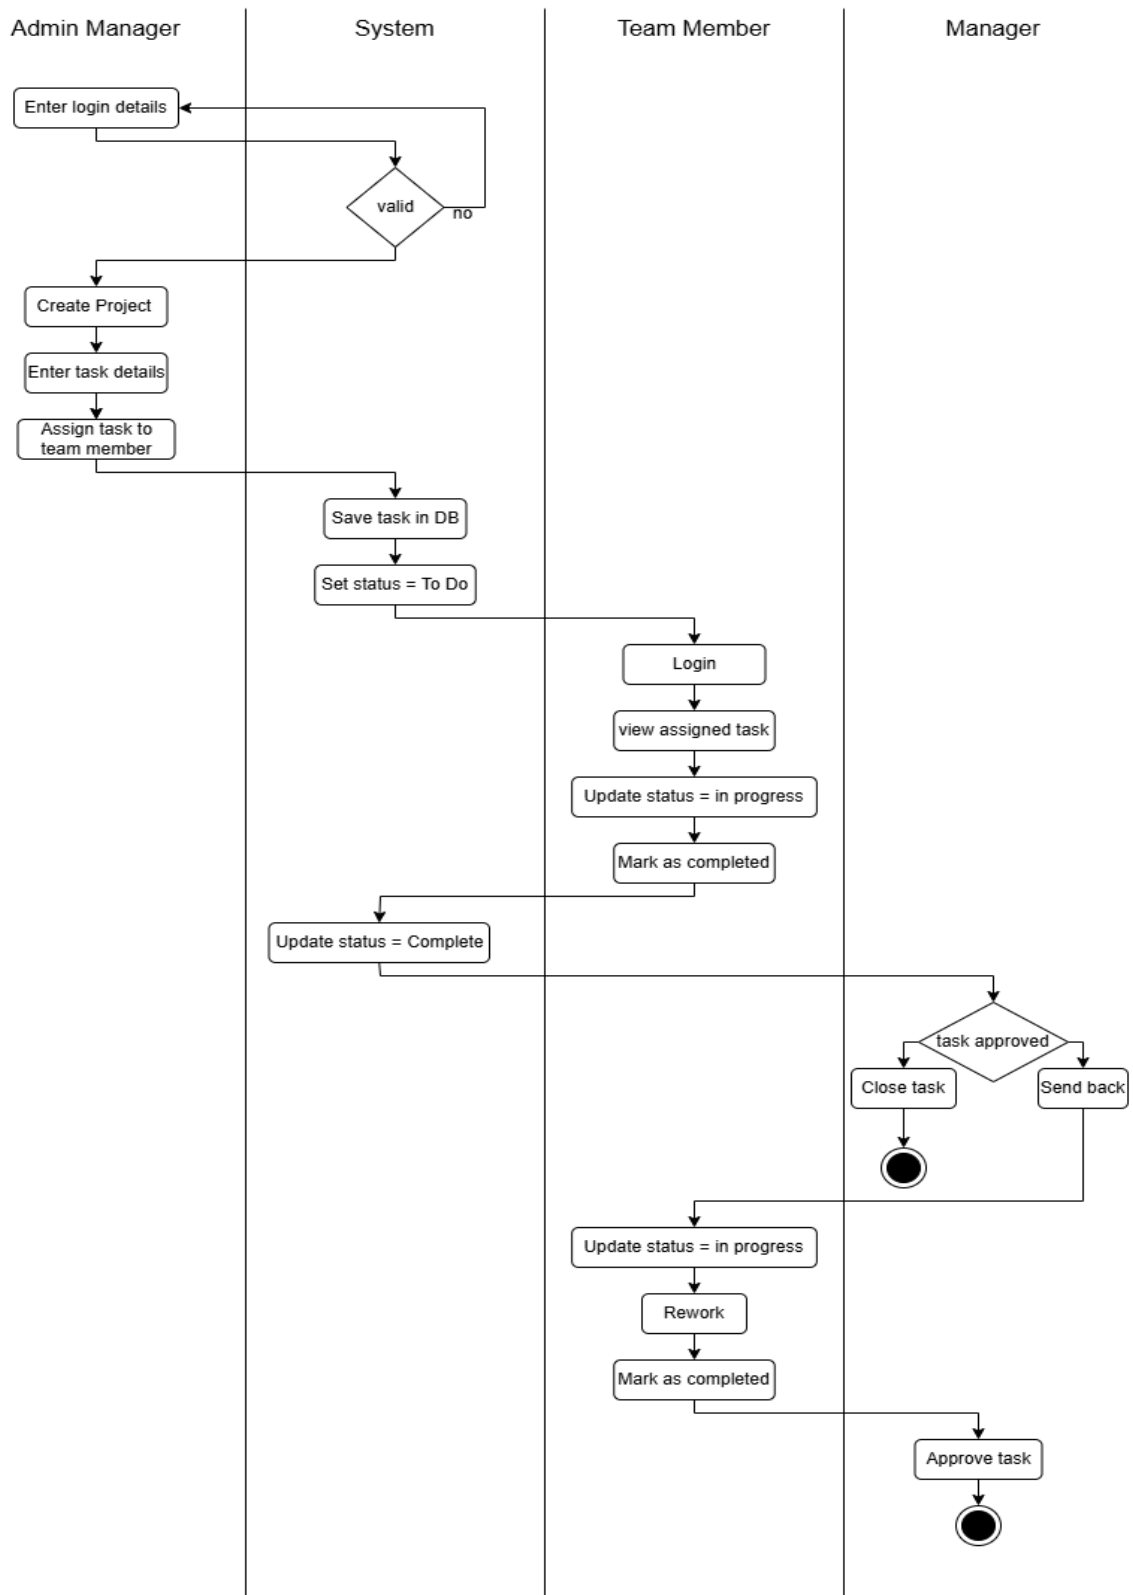 Admin Manager
System
Team Member
Manager
Enter login details
valid
no
Create Project
Enter task details
Assign task to
team member
Save task in DB
Set status = To Do
Login
view assigned task
Update status = in progress
Mark as completed
Update status = Complete
task approved
Close task
Send back
Update status = in progress
Rework
Mark as completed
Approve task